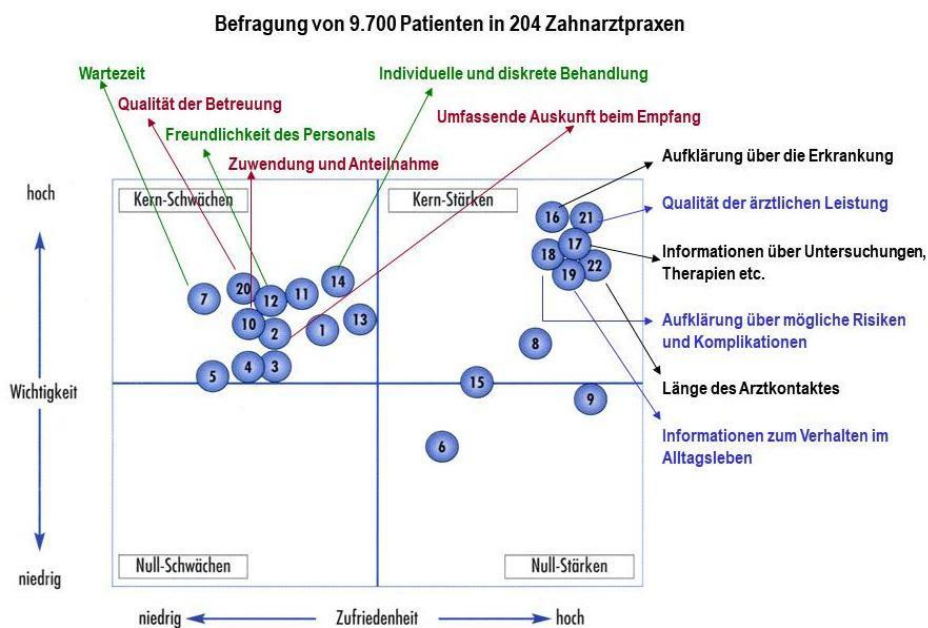 Befragung von 9.700 Patienten in 204 Zahnarztpraxen
Wartezeit
Individuelle und diskrete Behandlung
Qualität der Betreuung
Umfassende Auskunft beim Empfang
Freundlichkeit des Personals
Zuwendung und Anteilnahme
Aufklärung über die Erkrankung
hoch
Kern-Schwächen
Kern-Stärken
Qualität der ärztlichen Leistung
16
21
17
Informationen über Untersuchungen,
Therapien etc.
18
22
19
14
20
7
12
11
10
13
2
1
Aufklärung über mögliche Risiken
und Komplikationen
8
4
3
5
15
Wichtigkeit
Länge des Arztkontaktes
9
6
Informationen zum Verhalten im
Alltagsleben
Null-Schwächen
Null-Stärken
niedrig
niedrig
Zufriedenheit
hoch